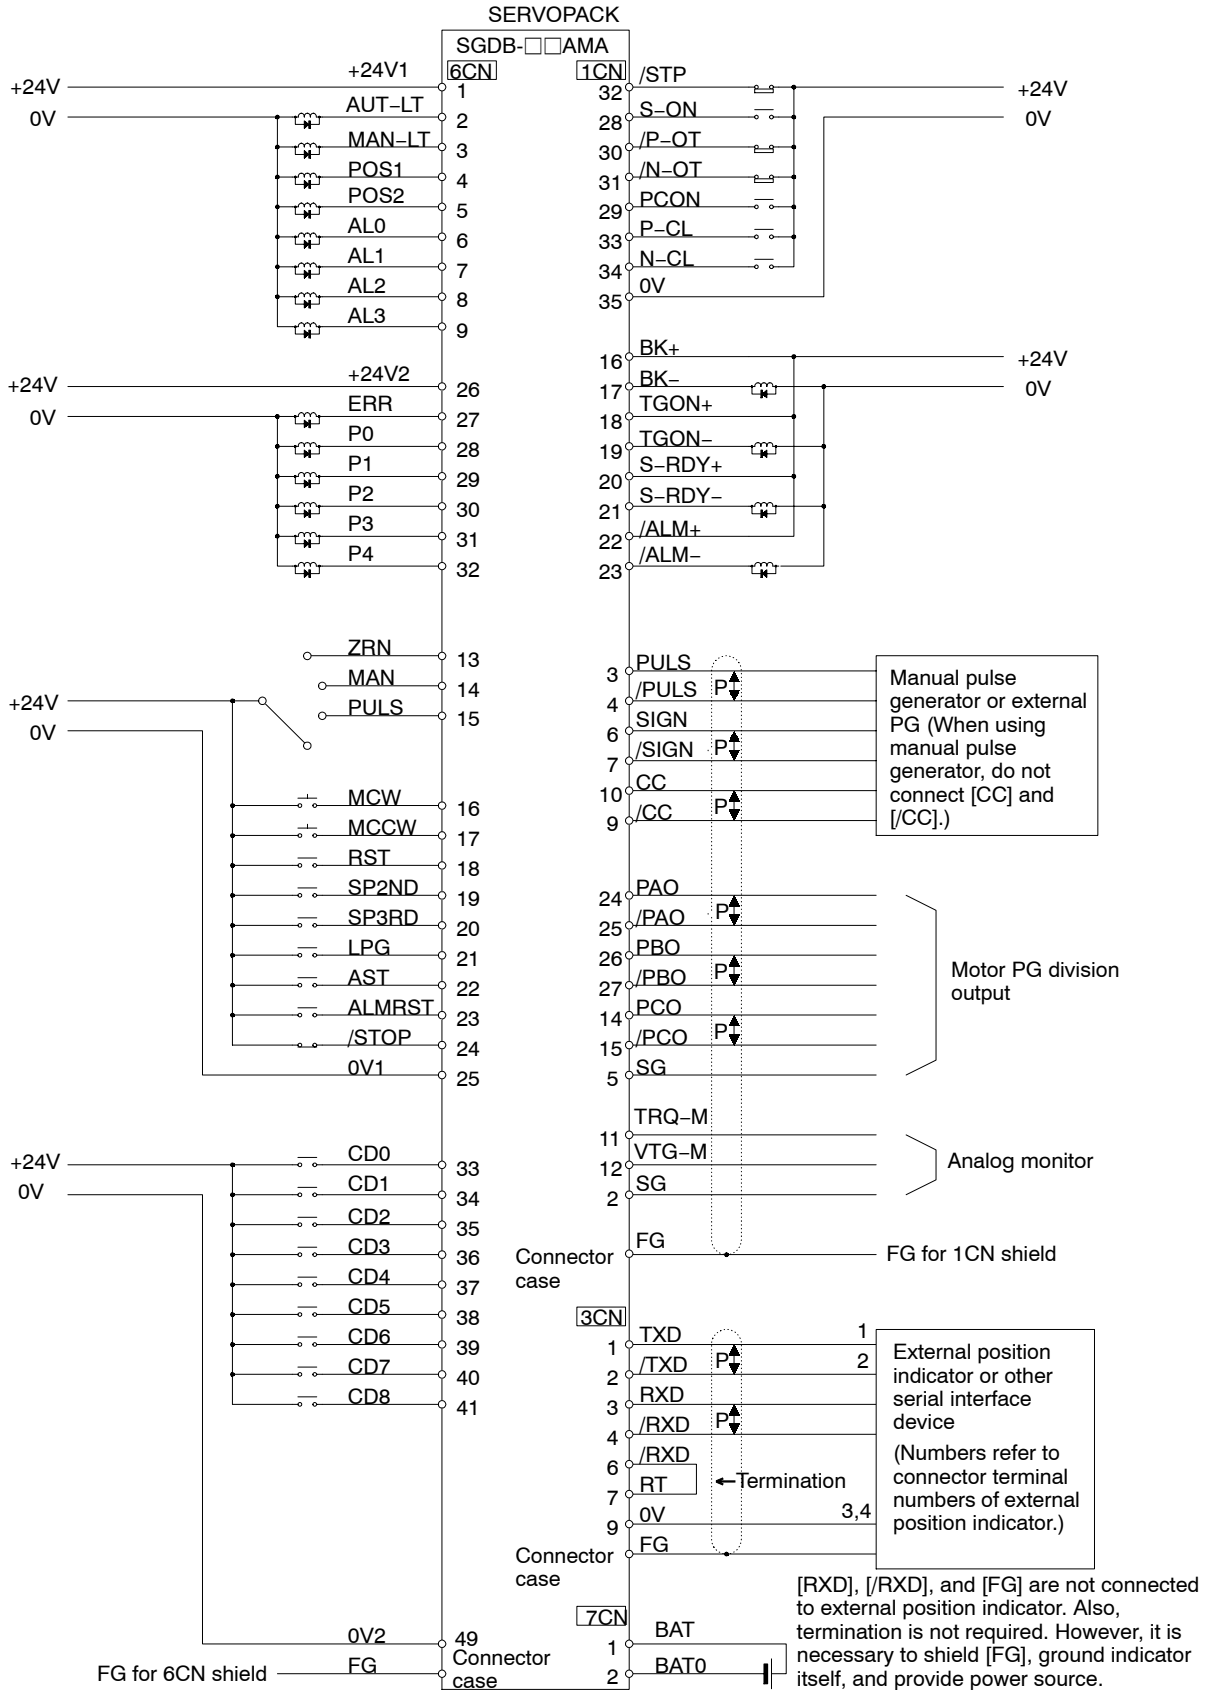 SERVOPACK
SGDB-□□AMA
6CN
1CN
+24V
+24V1
1
0V
AUT–LT
2
MAN–LT
3
POS1
4
POS2
5
AL0
6
AL1
7
AL2
8
AL3
9
+24V
+24V2
26
0V
ERR
27
P0
28
P1
29
P2
30
P3
31
P4
32
ZRN
13
MAN
14
+24V
PULS
15
0V
MCW
16
MCCW
17
RST
18
SP2ND
19
SP3RD
20
LPG
21
AST
22
ALMRST
23
/STOP
24
0V1
25
+24V
CD0
33
0V
CD1
34
CD2
35
CD3
36
CD4
37
CD5
38
CD6
39
CD7
40
CD8
41
0V2
49
FG for 6CN shield
FG
Connector
case
32
/STP
+24V
28
S–ON
0V
30
/P–OT
31
/N–OT
29
PCON
33
P–CL
34
N–CL
35
0V
16
BK+
+24V
17
BK–
0V
18
TGON+
19
TGON–
20
S–RDY+
21
S–RDY–
22
/ALM+
23
/ALM–
3
PULS
P
4
/PULS
6
SIGN
P
7
/SIGN
10
CC
P
9
/CC
Manual pulse
generator or external
PG (When using
manual pulse
generator, do not
connect [CC] and
[/CC].)
24
PAO
P
25
/PAO
26
PBO
P
27
/PBO
14
PCO
P
15
/PCO
5
SG
Motor PG division
output
11
TRQ–M
12
VTG–M
2
SG
Analog monitor
Connector
case
FG
FG for 1CN shield
3CN
1
TXD
1
P
2
/TXD
2
3
RXD
P
4
/RXD
6
/RXD
7
RT
Termination
9
0V
3,4
Connector
case
FG
External position
indicator or other
serial interface
device
(Numbers refer to
connector terminal
numbers of external
position indicator.)
7CN
1
BAT
2
BAT0
[RXD], [/RXD], and [FG] are not connected
to external position indicator. Also,
termination is not required. However, it is
necessary to shield [FG], ground indicator
itself, and provide power source.